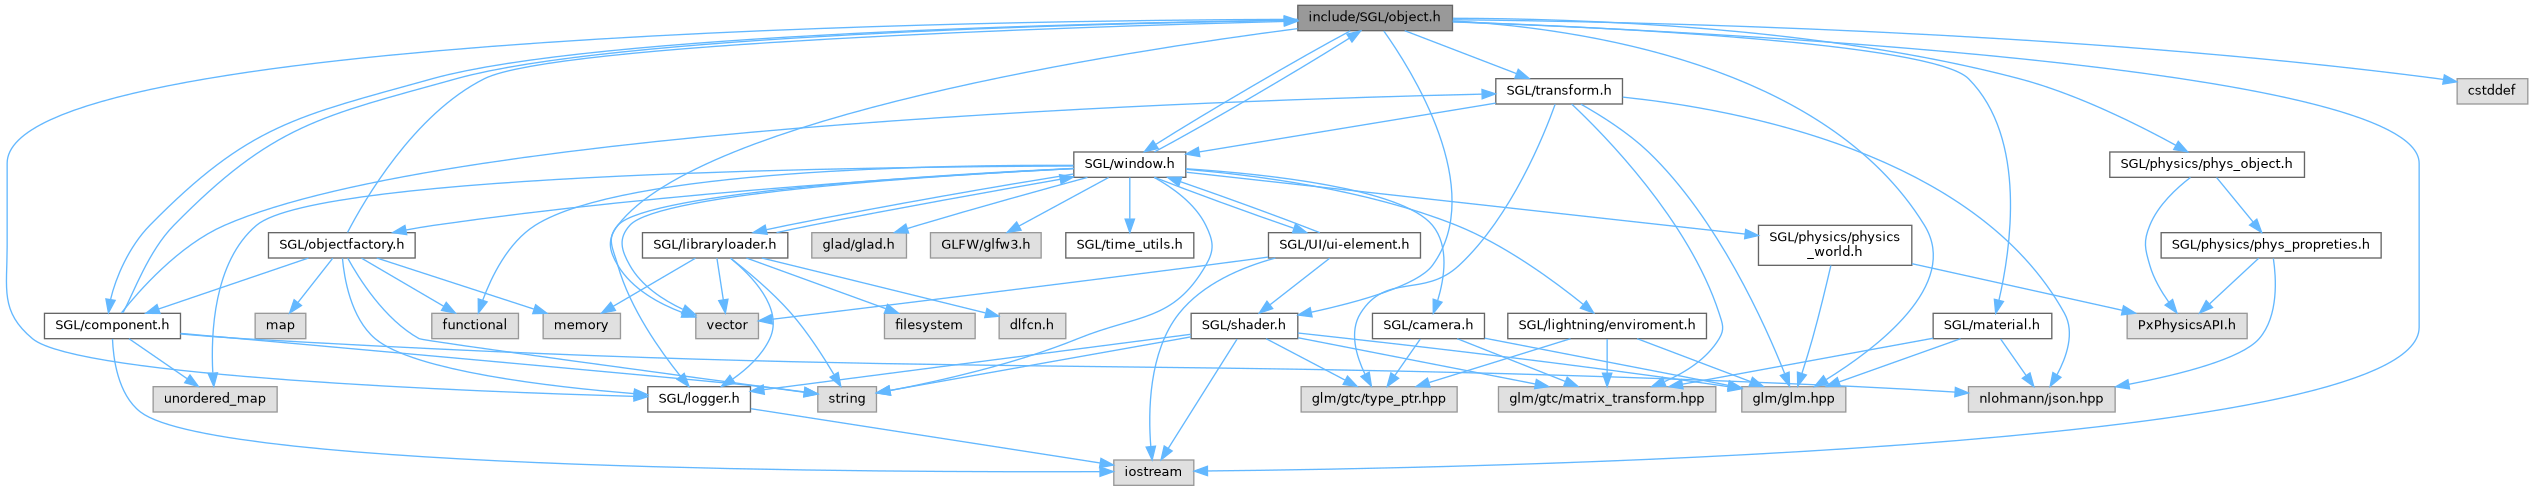 include/SGL/object.h
SGL/transform.h
cstddef
SGL/window.h
SGL/physics/phys_object.h
SGL/objectfactory.h
SGL/libraryloader.h
glad/glad.h
GLFW/glfw3.h
SGL/time_utils.h
SGL/UI/ui-element.h
SGL/physics/physics
_world.h
SGL/physics/phys_propreties.h
SGL/component.h
map
functional
memory
vector
filesystem
dlfcn.h
SGL/shader.h
SGL/camera.h
SGL/lightning/enviroment.h
SGL/material.h
PxPhysicsAPI.h
unordered_map
SGL/logger.h
string
glm/gtc/type_ptr.hpp
glm/gtc/matrix_transform.hpp
glm/glm.hpp
nlohmann/json.hpp
iostream